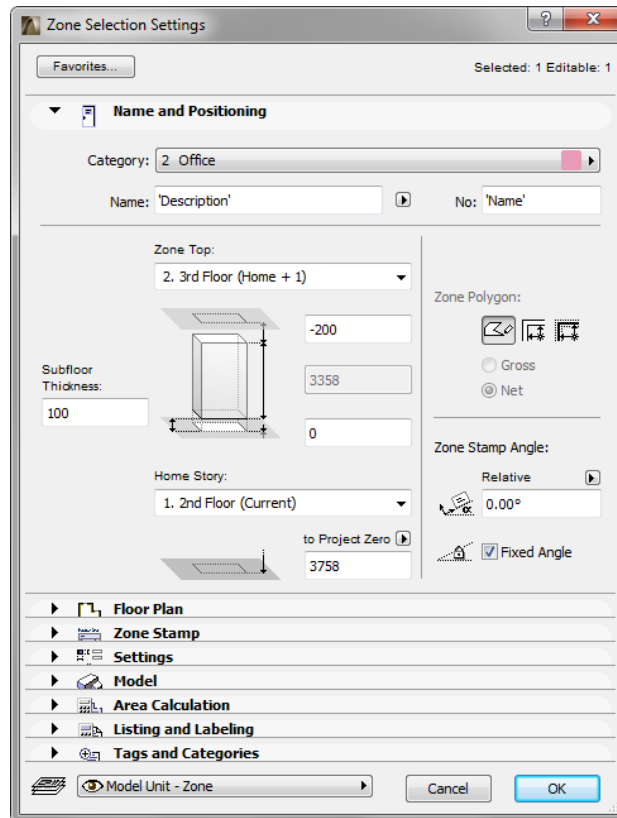 Zone Selection Settings
Favorites...
Selected: 1 Editable: 1
Name and Positioning
Category: 2 Office
Name: 'Description' No: 'Name'
Zone Top:
2. 3rd Floor (Home + 1)
Zone Polygon:
-200
Gross
Subfloor
Thickness:
3358
Net
100
0
Zone Stamp Angle:
Home Story:
Relative
1. 2nd Floor (Current)
α 0.00°
to Project Zero
Fixed Angle
3758
Floor Plan
Zone Stamp
Settings
Model
Area Calculation
Listing and Labeling
Tags and Categories
Model Unit - Zone
Cancel
OK